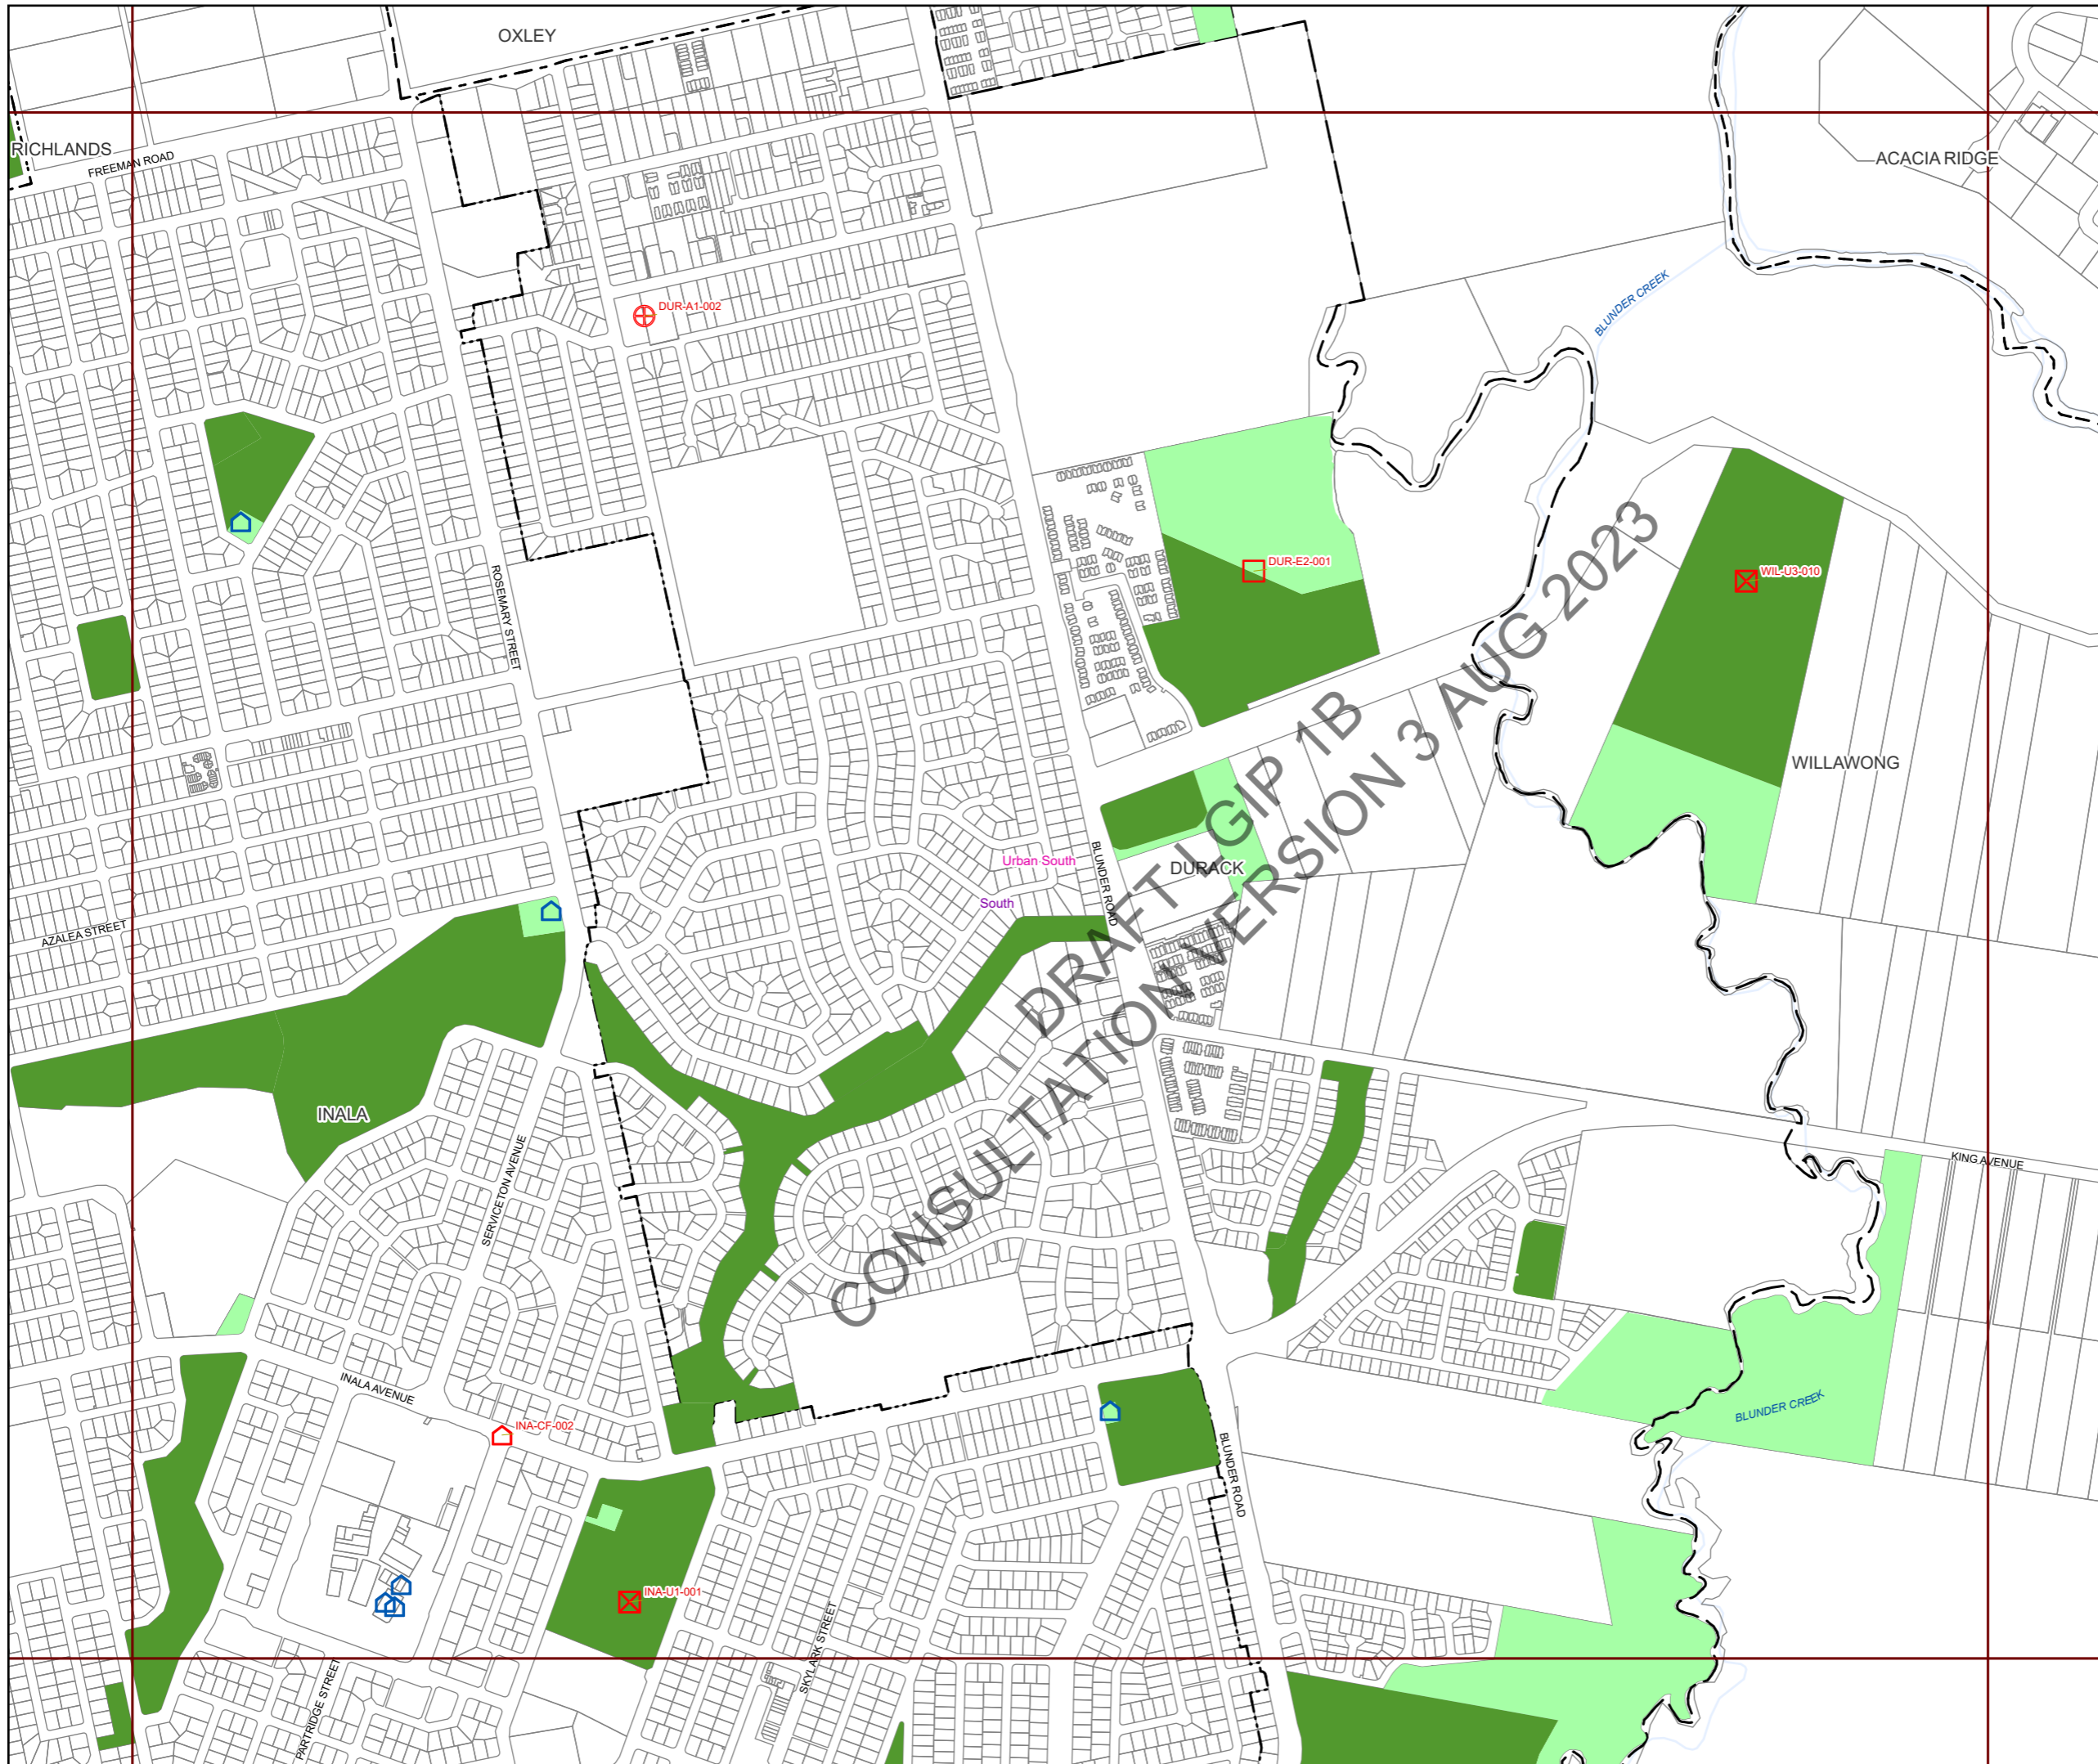 OXLEY
RICHLANDS
FREEMAN ROAD
ACACIA RIDGE
BLUNDER CREEK
DUR-A1-002
DUR-E2-001
WIL-U3-010
ROSEMARY STREET
WILLAWONG
Urban South
South
BLUNDER ROAD
DURACK
AZALEA STREET
DRAFT LGIP 1B
CONSULTATION VERSION 3 AUG 2023
INALA
SERVICETON AVENUE
KING AVENUE
INALA AVENUE
INA-CF-002
BLUNDER CREEK
BLUNDER ROAD
INA-U1-001
SKYLARK STREET
PARTRIDGE STREET